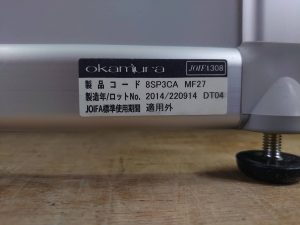 okamura JOIFA308
製品コード 8SP3CA MF27
製造年/ロットNo. 2014/220914 DT04
JOIFA標準使用期間 適用外